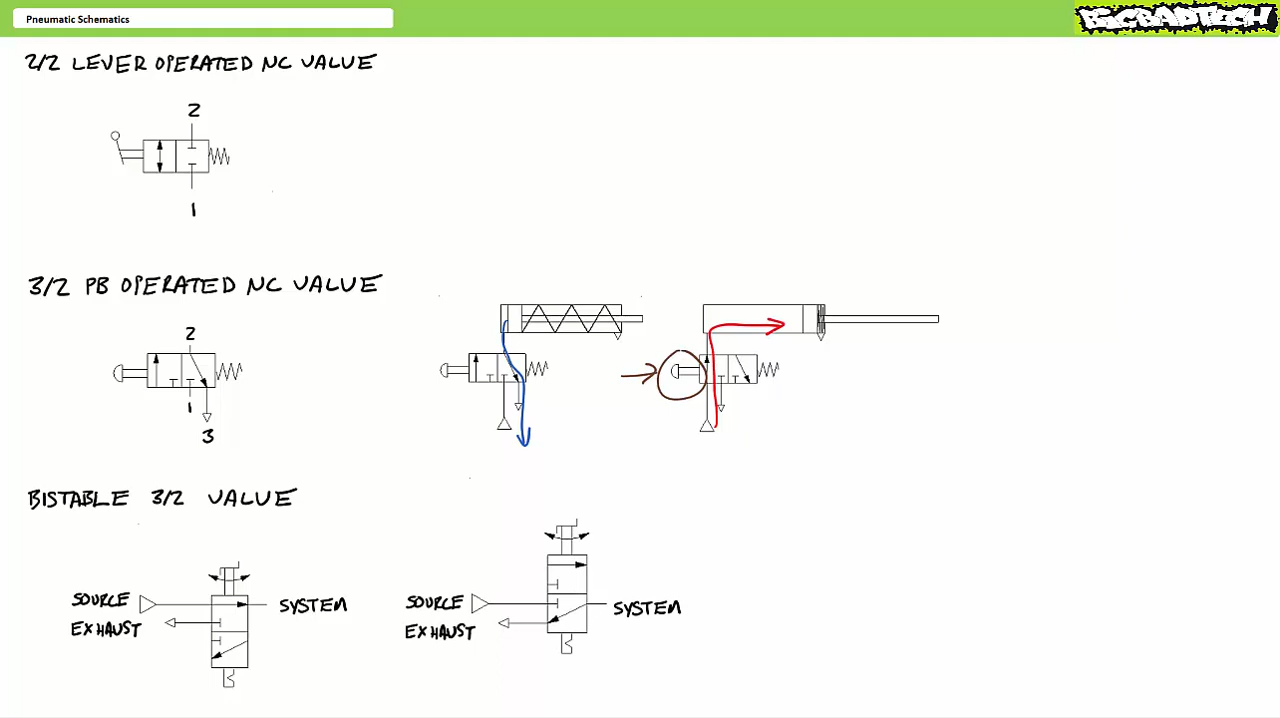 Pneumatic Schematics
BIGBADTECH
2/2 LEVER OPERATED NC VALVE
2
1
3/2 PB OPERATED NC VALVE
2
1
3
BISTABLE 3/2 VALVE
SOURCE
SYSTEM
EXHAUST
SOURCE
SYSTEM
EXHAUST